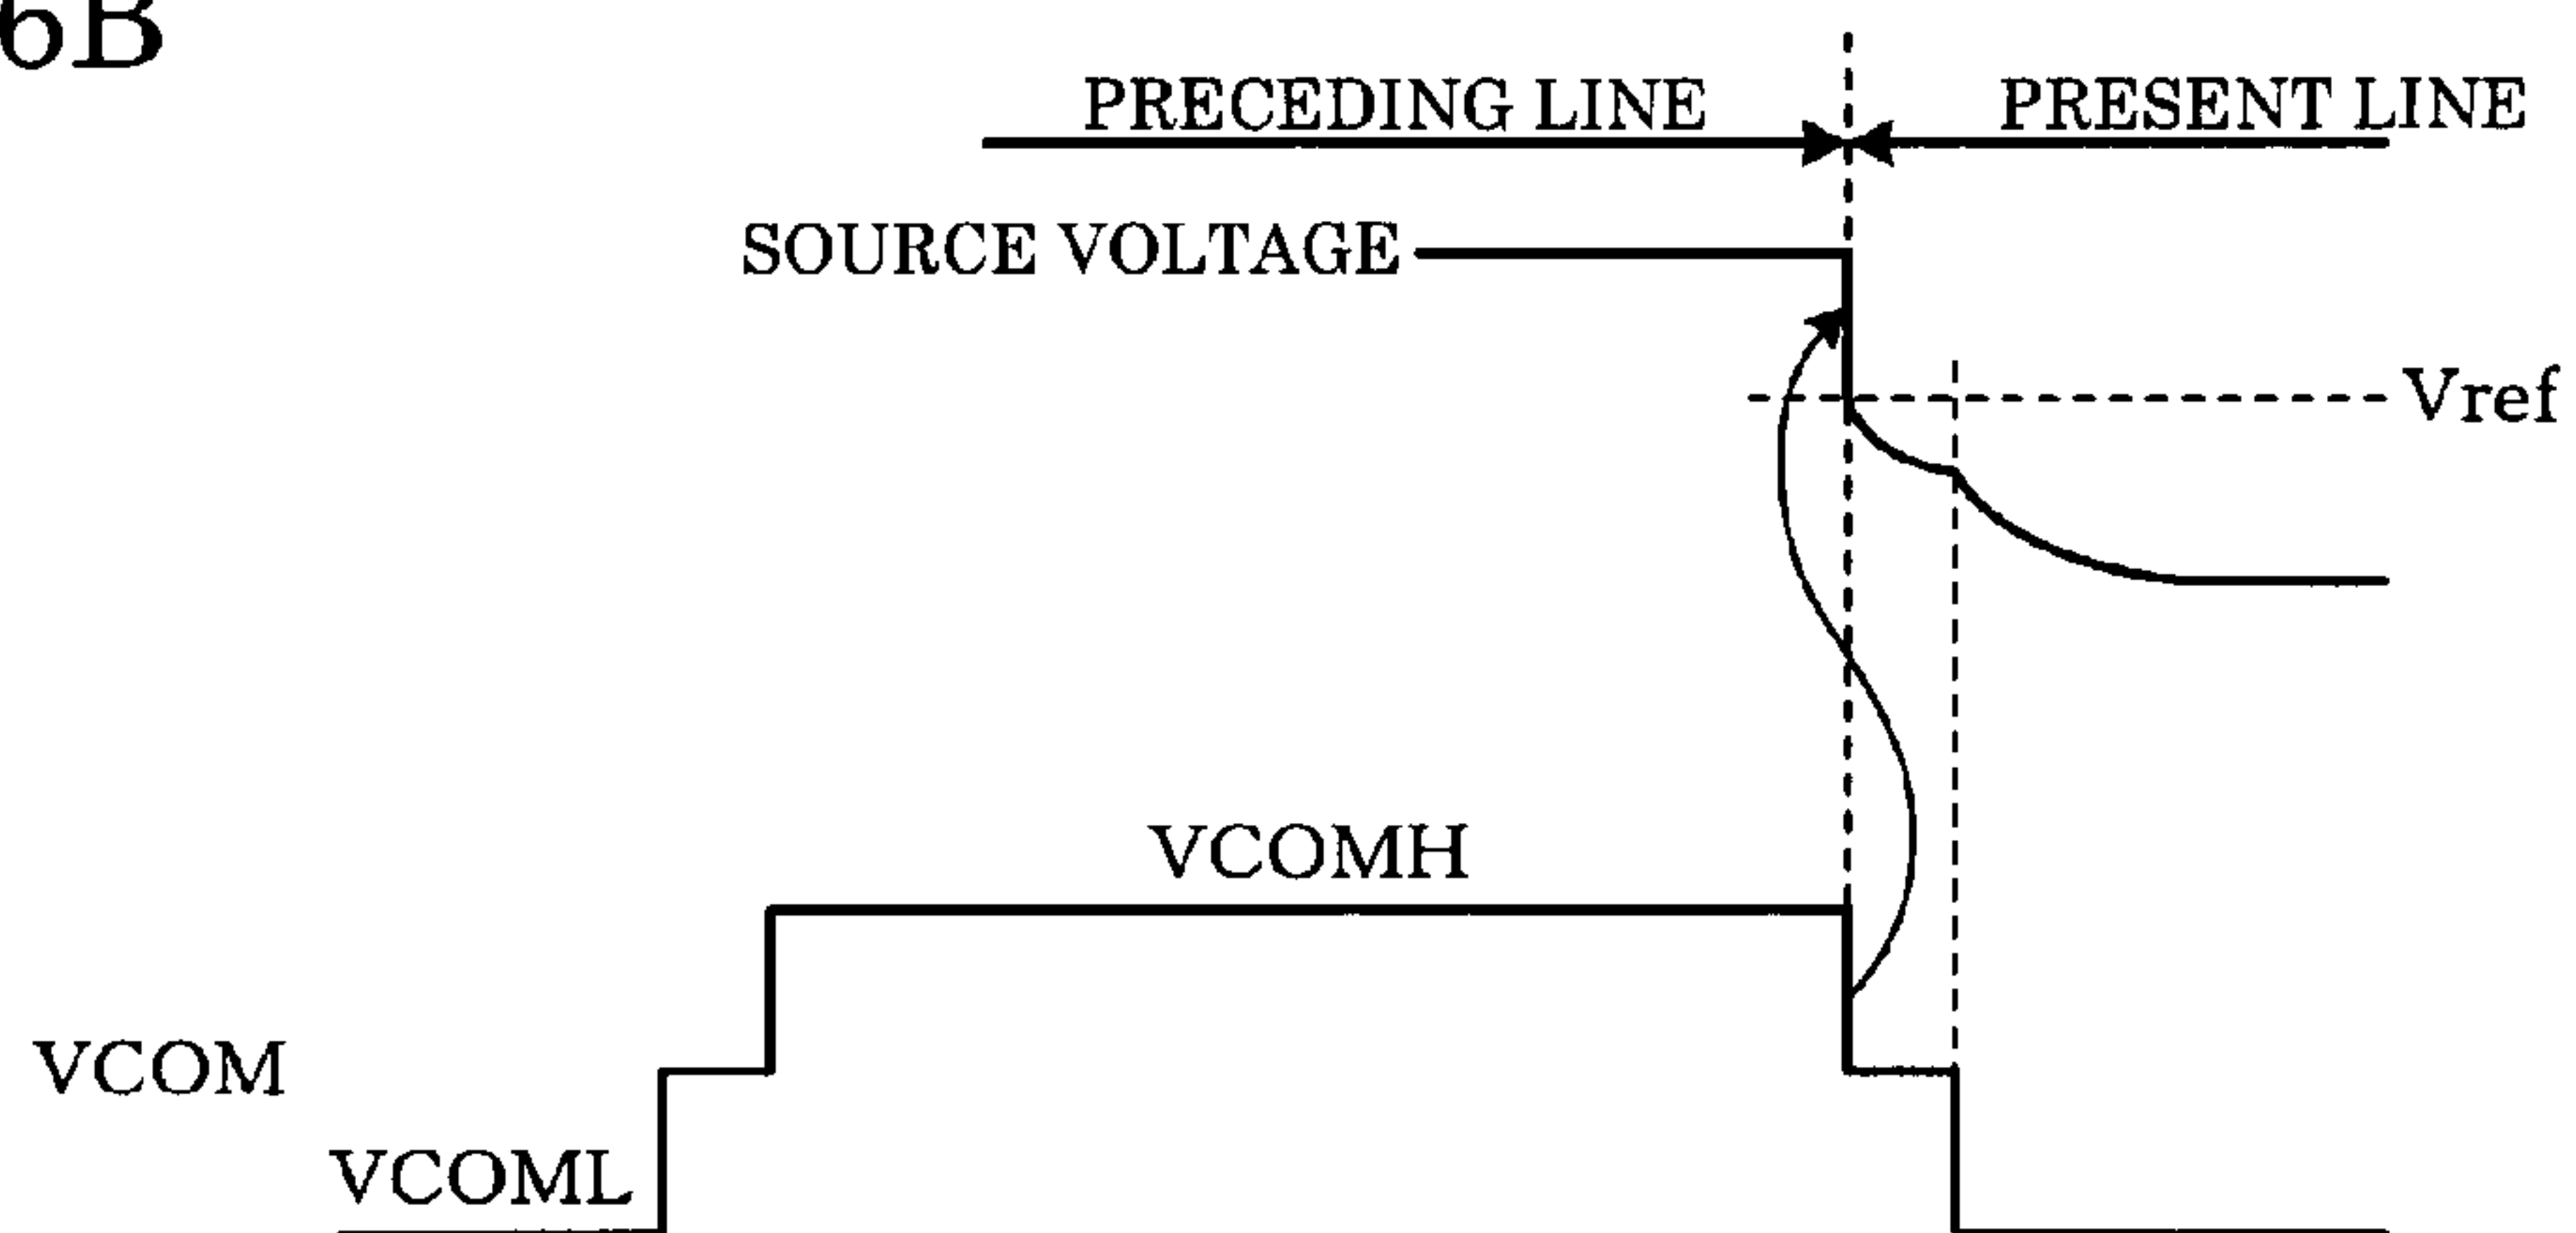 6B
PRECEDING LINE
PRESENT LINE
SOURCE VOLTAGE
Vref
VCOMH
VCOM
VCOML